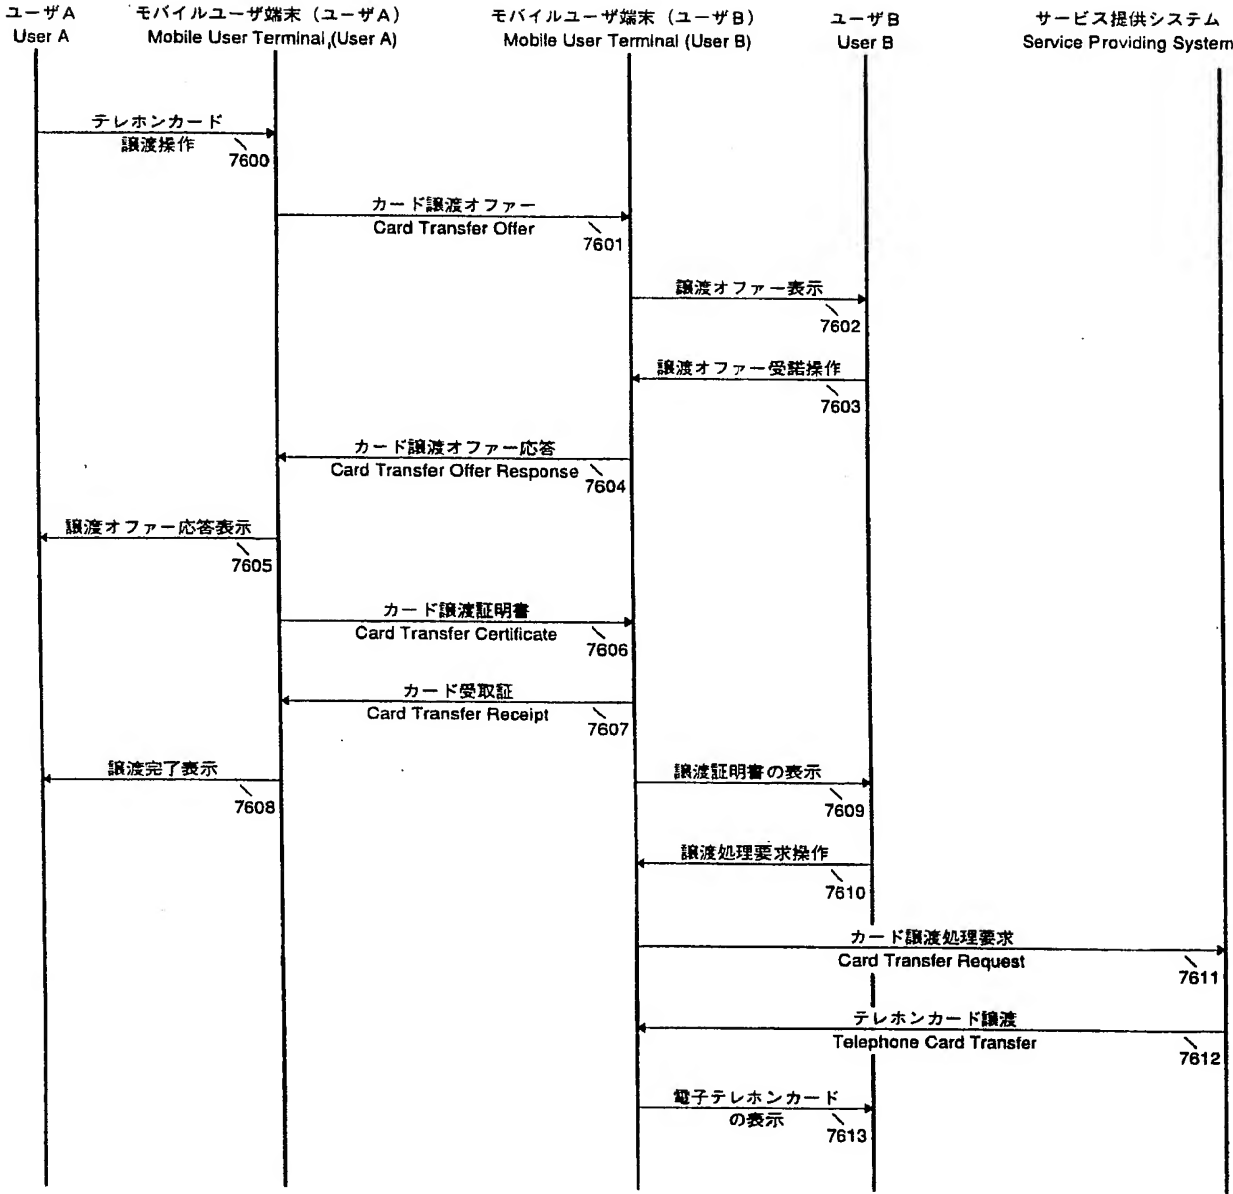 ユーザA
User A
モバイルユーザ端末（ユーザA）
Mobile User Terminal (User A)
モバイルユーザ端末（ユーザB）
Mobile User Terminal (User B)
ユーザB
User B
サービス提供システム
Service Providing System
テレホンカード
譲渡操作
7600
カード譲渡オファー
Card Transfer Offer
7601
譲渡オファー表示
7602
譲渡オファー受諾操作
7603
カード譲渡オファー応答
Card Transfer Offer Response
7604
譲渡オファー応答表示
7605
カード譲渡証明書
Card Transfer Certificate
7606
カード受取証
Card Transfer Receipt
7607
譲渡完了表示
7608
譲渡証明書の表示
7609
譲渡処理要求操作
7610
カード譲渡処理要求
Card Transfer Request
7611
テレホンカード譲渡
Telephone Card Transfer
7612
電子テレホンカード
の表示
7613